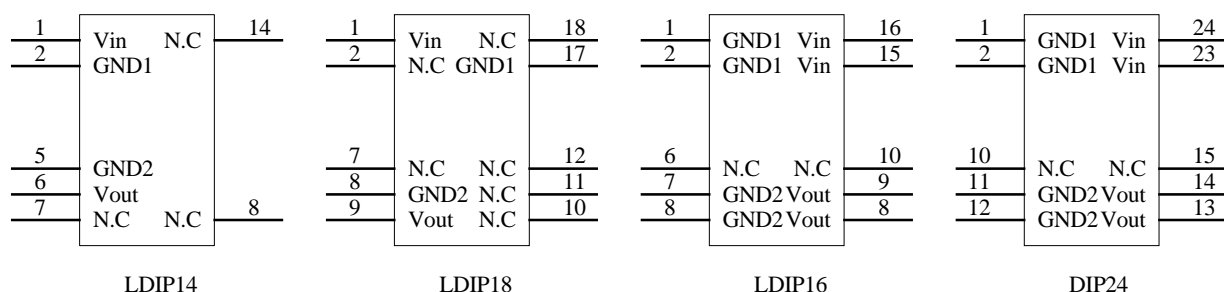 1 Vin N.C 14
2 GND1
5 GND2
6 Vout
7 N.C N.C 8
LDIP14
1 Vin N.C 18
2 N.C GND1 17
7 N.C N.C 12
8 GND2 N.C 11
9 Vout N.C 10
LDIP18
1 GND1 Vin 16
2 GND1 Vin 15
6 N.C N.C 10
7 GND2 Vout 9
8 GND2 Vout 8
LDIP16
1 GND1 Vin 24
2 GND1 Vin 23
10 N.C N.C 15
11 GND2 Vout 14
12 GND2 Vout 13
DIP24